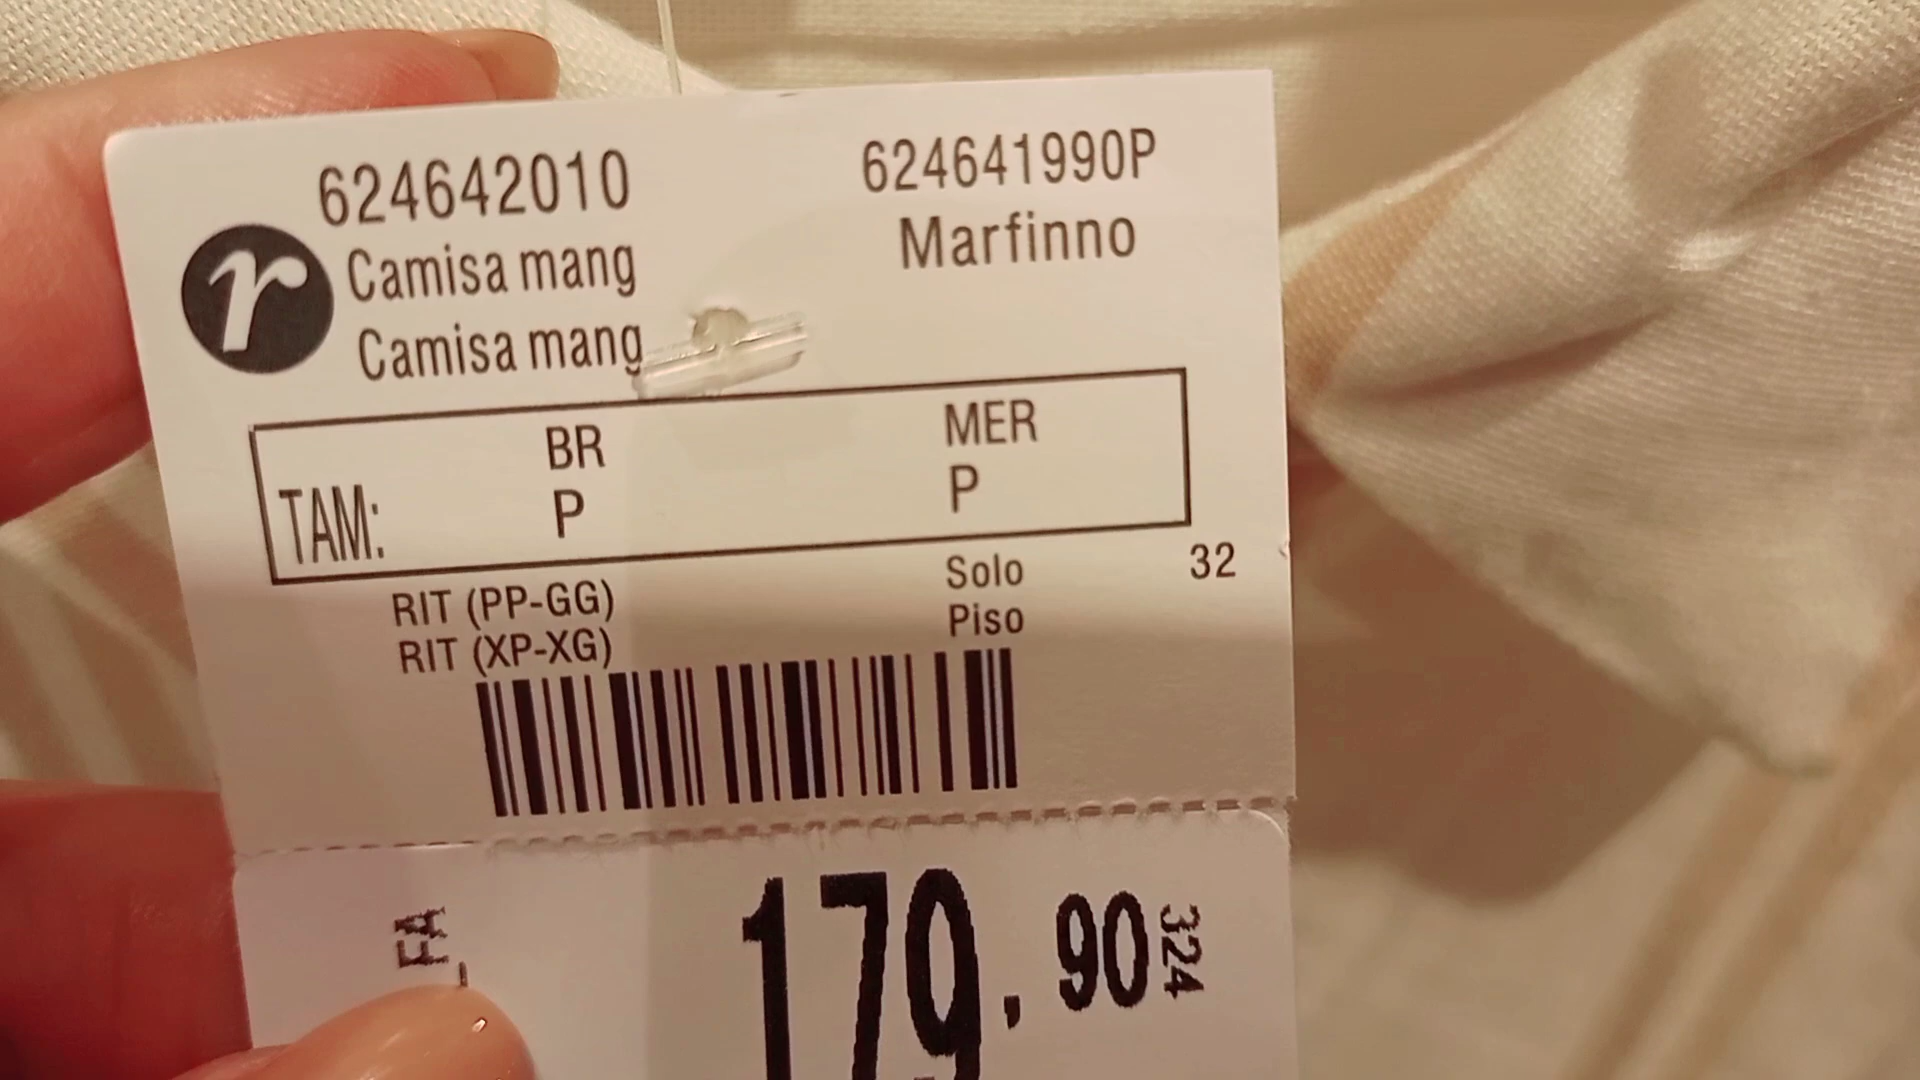 624642010 624641990P
r Camisa mang Marfinno
Camisa mang
BR MER
TAM: P P
RIT (PP-GG) Solo 32
RIT (XP-XG) Piso
FA 179,90 324